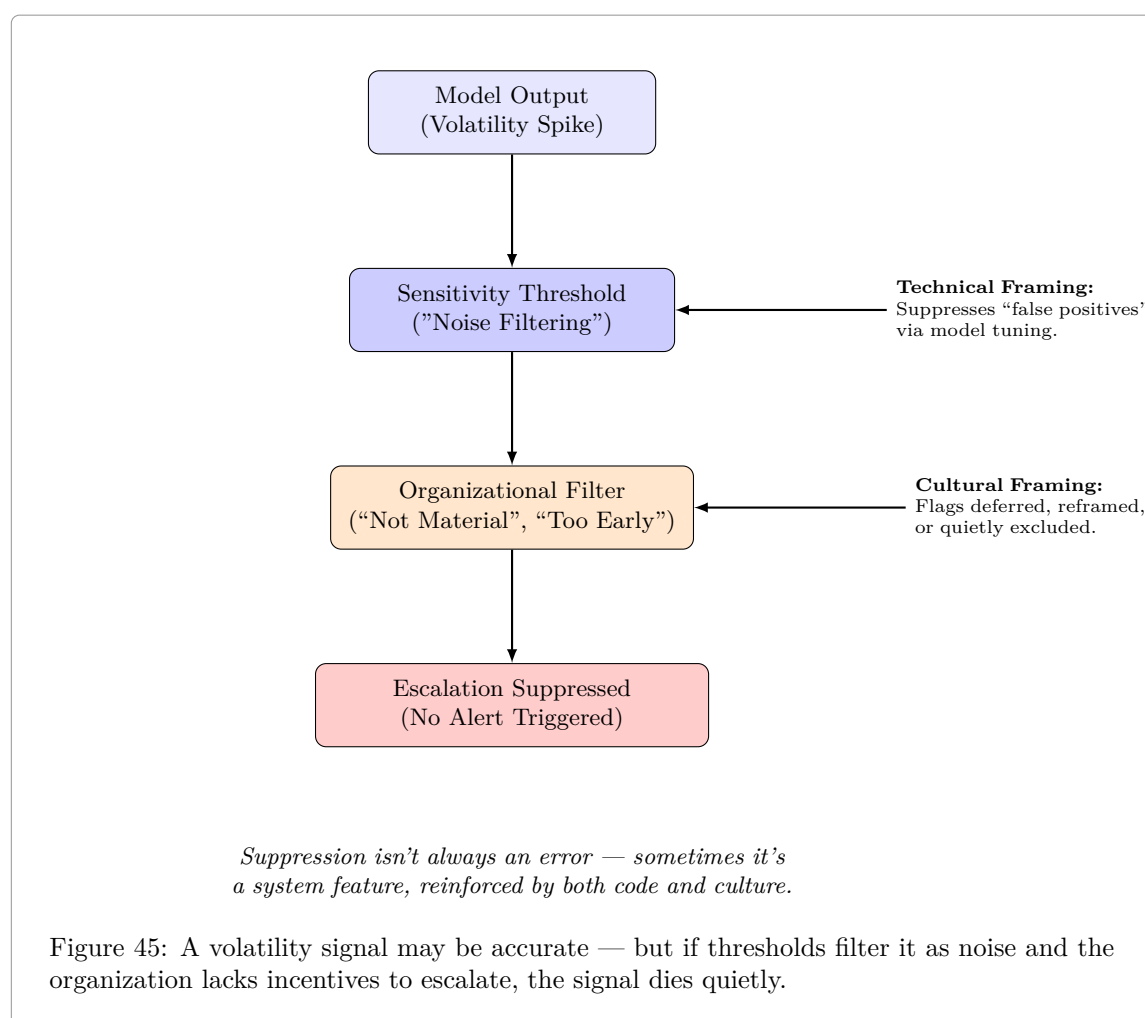 Model Output
(Volatility Spike)
Sensitivity Threshold
(”Noise Filtering”)
Technical Framing:
Suppresses “false positives”
via model tuning.
Organizational Filter
(“Not Material”, “Too Early”)
Cultural Framing:
Flags deferred, reframed,
or quietly excluded.
Escalation Suppressed
(No Alert Triggered)
Suppression isn’t always an error — sometimes it’s
a system feature, reinforced by both code and culture.
Figure 45: A volatility signal may be accurate — but if thresholds filter it as noise and the
organization lacks incentives to escalate, the signal dies quietly.